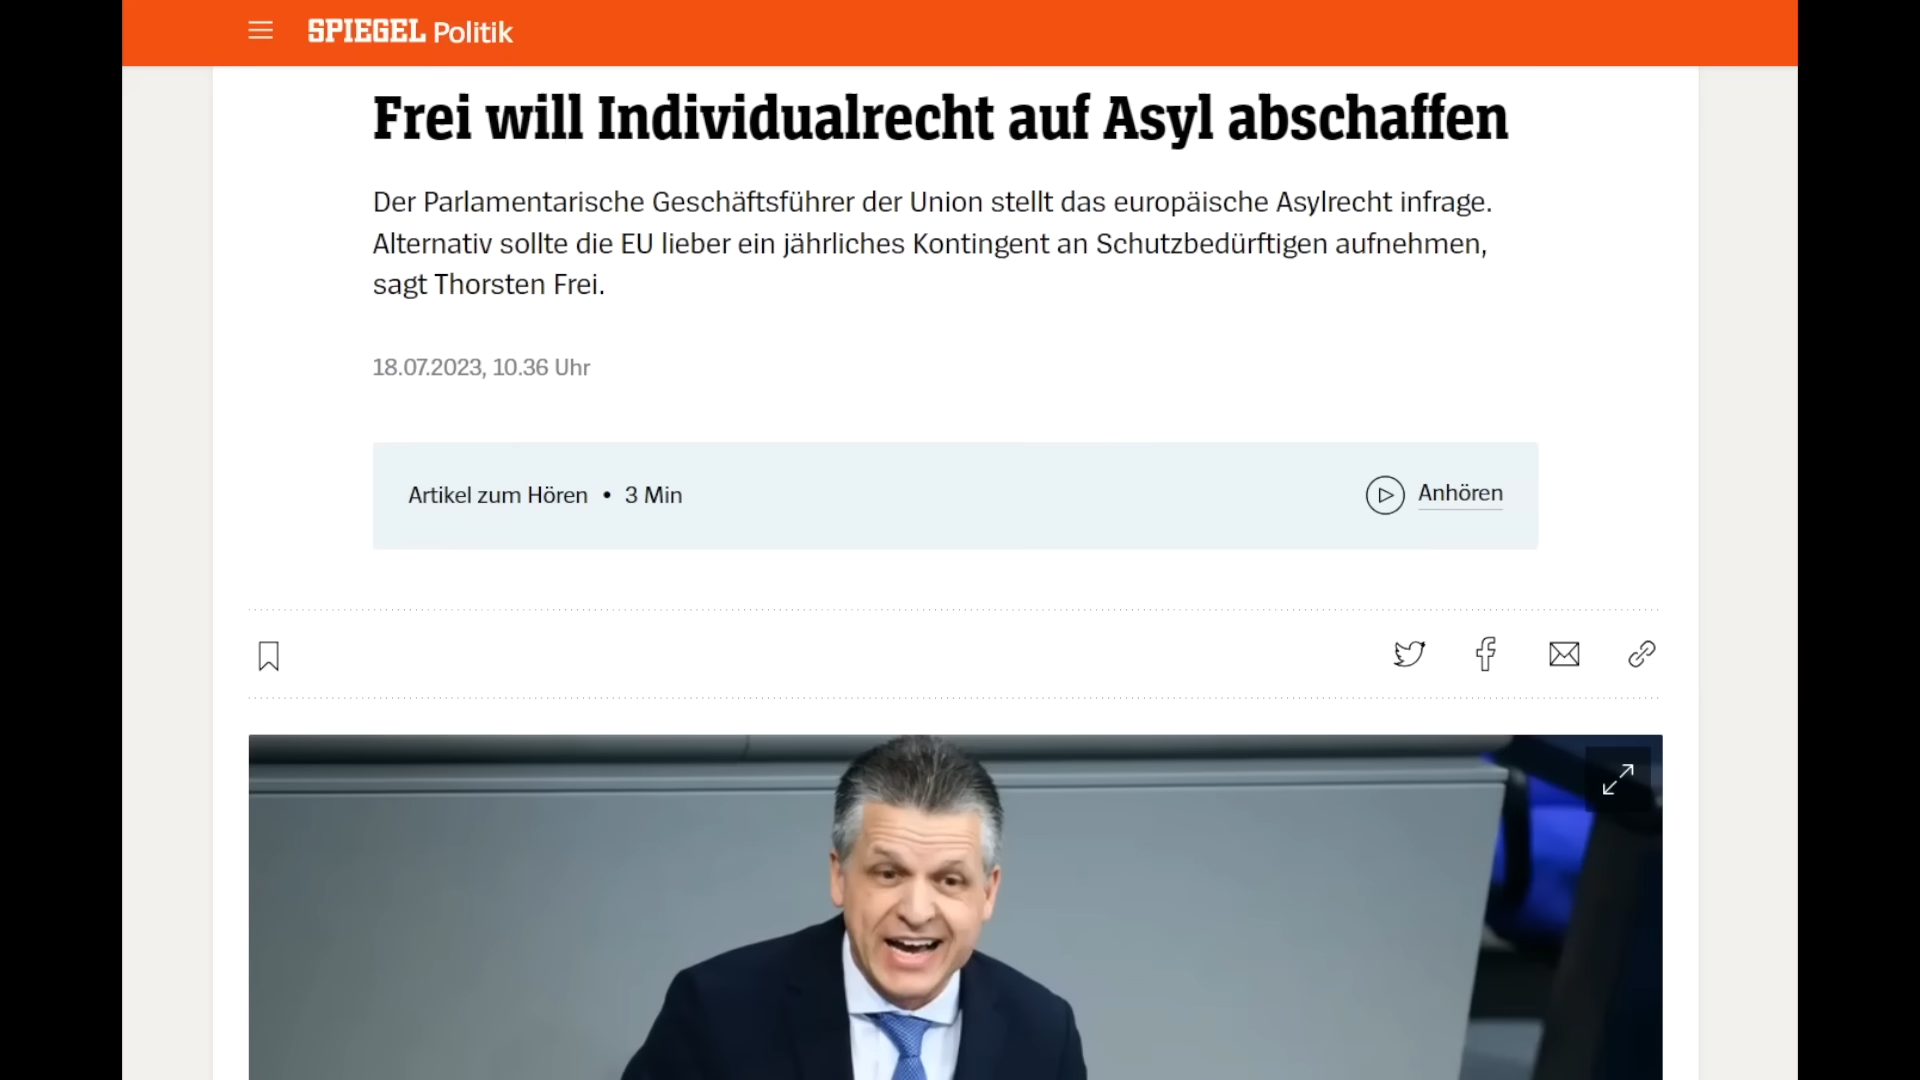 SPIEGEL Politik
Frei will Individualrecht auf Asyl abschaffen
Der Parlamentarische Geschäftsführer der Union stellt das europäische Asylrecht infrage.
Alternativ sollte die EU lieber ein jährliches Kontingent an Schutzbedürftigen aufnehmen,
sagt Thorsten Frei.
18.07.2023, 10.36 Uhr
Artikel zum Hören • 3 Min
Anhören